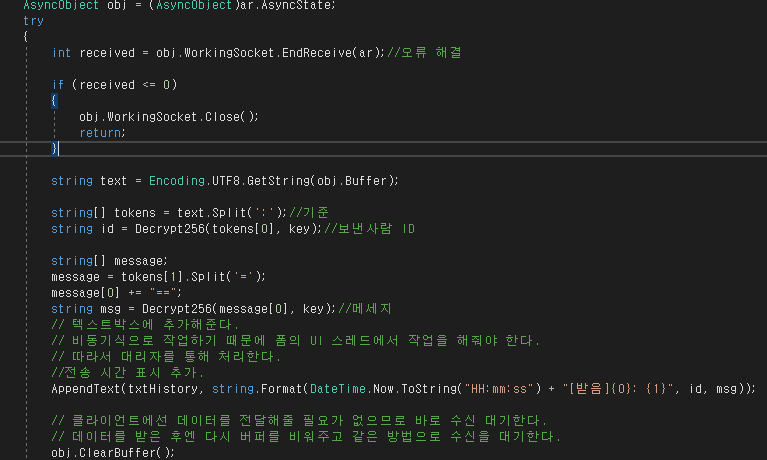 AsyncObject obj = (AsyncObject)ar.AsyncState;
try
{
int received = obj.WorkingSocket.EndReceive(ar);//오류 해결
if (received <= 0)
{
obj.WorkingSocket.Close();
return;
}
string text = Encoding.UTF8.GetString(obj.Buffer);
string[] tokens = text.Split(':');//기준
string id = Decrypt256(tokens[0], key);//보낸사람 ID
string[] message;
message = tokens[1].Split('=');
message[0] += "==";
string msg = Decrypt256(message[0], key);//메세지
// 텍스트박스에 추가해준다.
// 비동기식으로 작업하기 때문에 폼의 UI 스레드에서 작업을 해줘야 한다.
// 따라서 대리자를 통해 처리한다.
//전송 시간 표시 추가.
AppendText(txtHistory, string.Format(DateTime.Now.ToString("HH:mm:ss") + "[받음]{0}: {1}", id, msg));
// 클라이언트에선 데이터를 전달해줄 필요가 없으므로 바로 수신 대기한다.
// 데이터를 받은 후엔 다시 버퍼를 비워주고 같은 방법으로 수신을 대기한다.
obj.ClearBuffer();